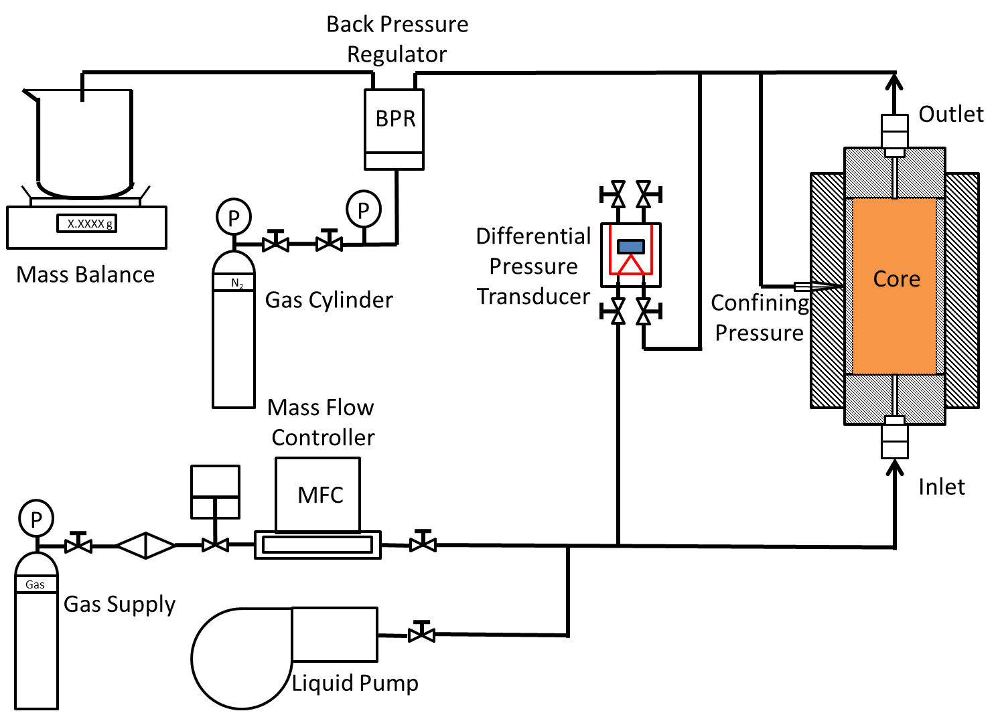 Back Pressure
Regulator
BPR
Outlet
P
P
X.XXXX g
Mass Balance
N2
Gas Cylinder
Differential
Pressure
Transducer
Core
Confining
Pressure
Mass Flow
Controller
MFC
Inlet
P
Gas
Gas Supply
Liquid Pump